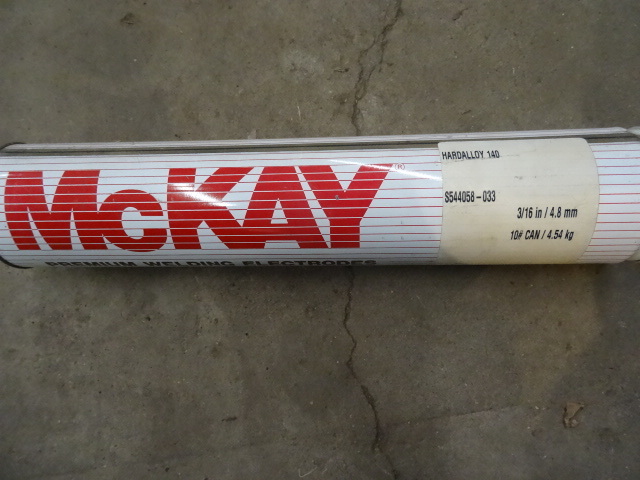 McKAY
PREMIUM WELDING ELECTRODES
HARDALLOY 140
S544058-033
3/16 in / 4.8 mm
10# CAN / 4.54 kg